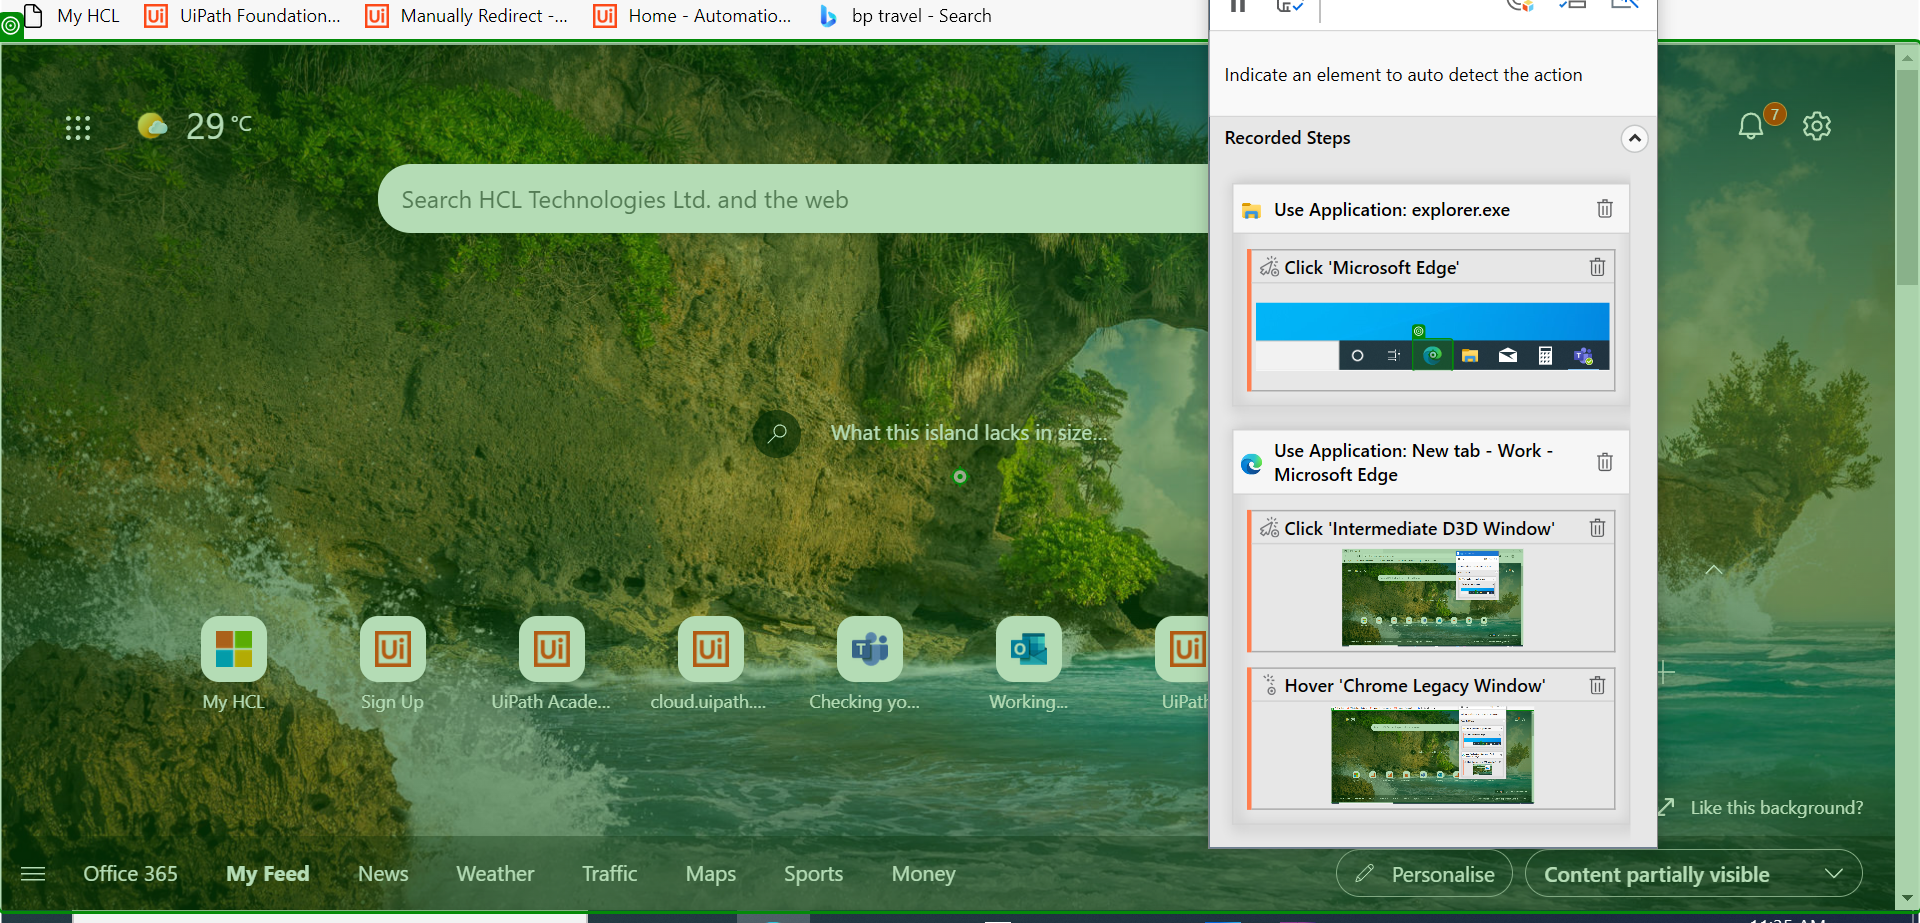 My HCL
UiPath Foundation...
Manually Redirect -...
Home - Automatio...
bp travel - Search
Indicate an element to auto detect the action
29 °C
7
Recorded Steps
Search HCL Technologies Ltd. and the web
Use Application: explorer.exe
Click 'Microsoft Edge'
What this island lacks in size...
Use Application: New tab - Work -
Microsoft Edge
Click 'Intermediate D3D Window'
Hover 'Chrome Legacy Window'
My HCL
Sign Up
UiPath Acade...
cloud.uipath....
Checking yo...
Working...
UiPath
Like this background?
Office 365
My Feed
News
Weather
Traffic
Maps
Sports
Money
Personalise
Content partially visible